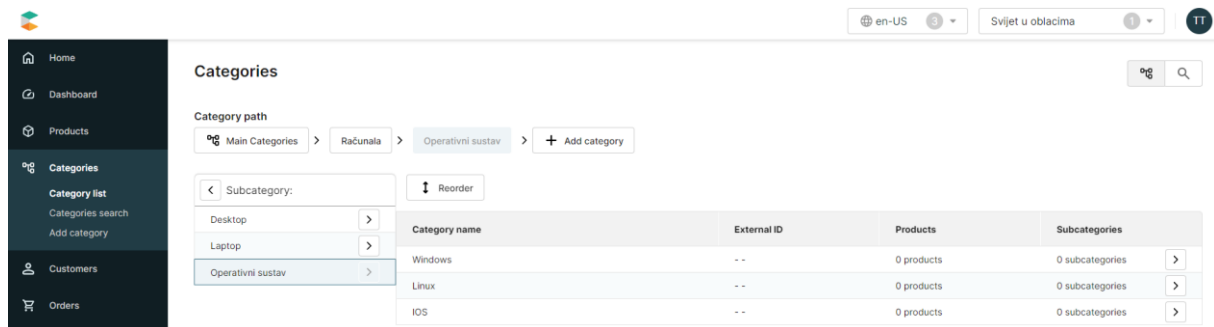 en-US 3 Svijet u oblacima 1 TT
Home
Dashboard
Products
Categories
Category list
Categories search
Add category
Customers
Orders
Categories
Category path
Main Categories > Računala > Operativni sustav > + Add category
Subcategory:
Desktop
Laptop
Operativni sustav
Reorder
Category name External ID Products Subcategories
Windows - - 0 products 0 subcategories
Linux - - 0 products 0 subcategories
IOS - - 0 products 0 subcategories